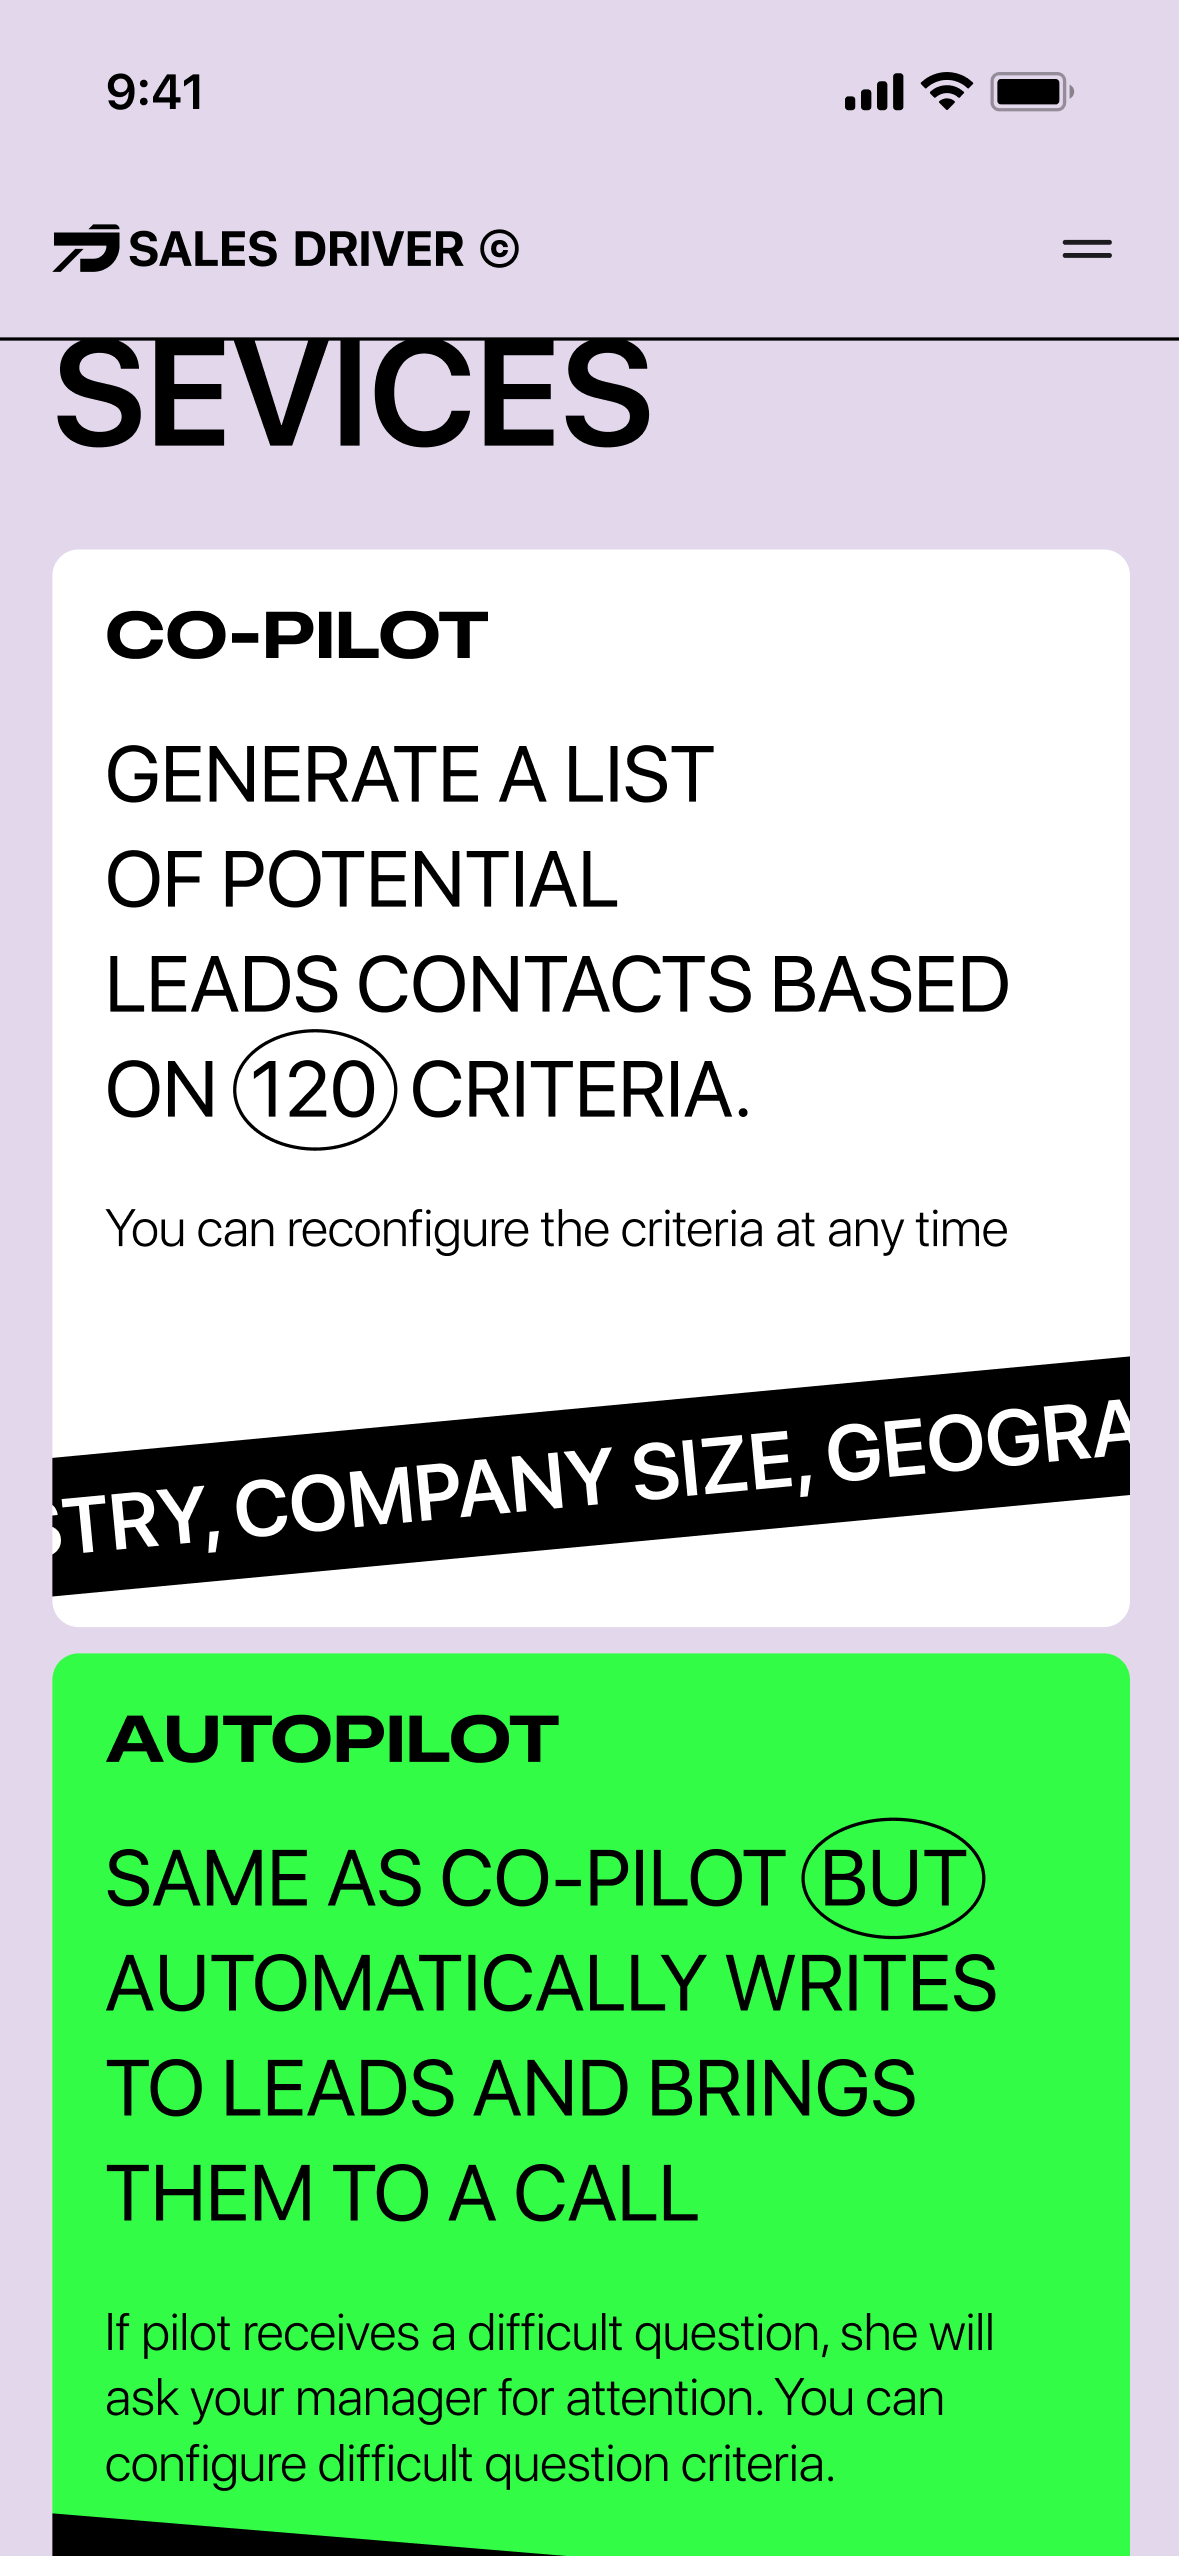 9:41
SALES DRIVER ©
SEVICES
CO-PILOT
GENERATE A LIST
OF POTENTIAL
LEADS CONTACTS BASED
ON 120 CRITERIA.
You can reconfigure the criteria at any time
STRY, COMPANY SIZE, GEOGRA
AUTOPILOT
SAME AS CO-PILOT BUT
AUTOMATICALLY WRITES
TO LEADS AND BRINGS
THEM TO A CALL
If pilot receives a difficult question, she will
ask your manager for attention. You can
configure difficult question criteria.